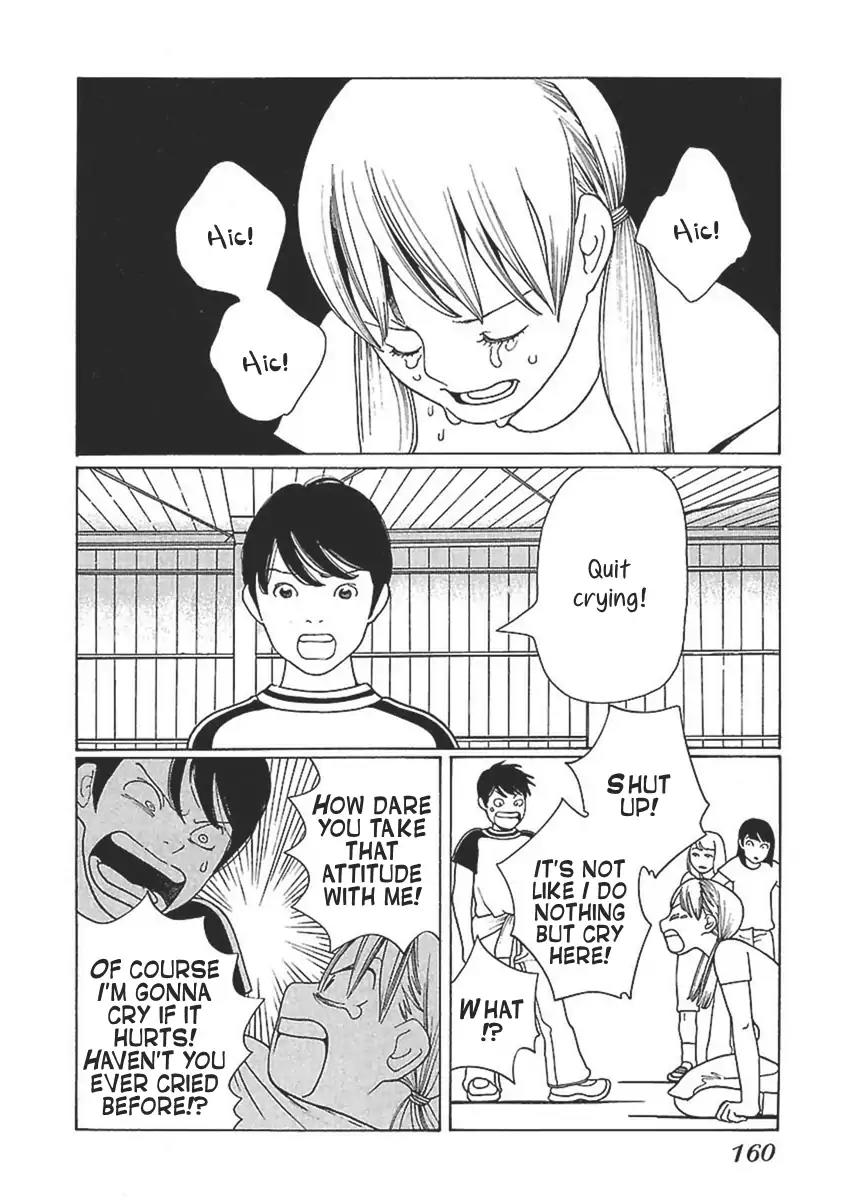 Hic!
Hic!
Hic!
Quit
crying!
SHUT
UP!
IT'S NOT
LIKE I DO
NOTHING
BUT CRY
HERE!
WHAT
!?
HOW DARE
YOU TAKE
THAT
ATTITUDE
WITH ME!
OF COURSE
I'M GONNA
CRY IF IT
HURTS!
HAVEN'T YOU
EVER CRIED
BEFORE!?
160